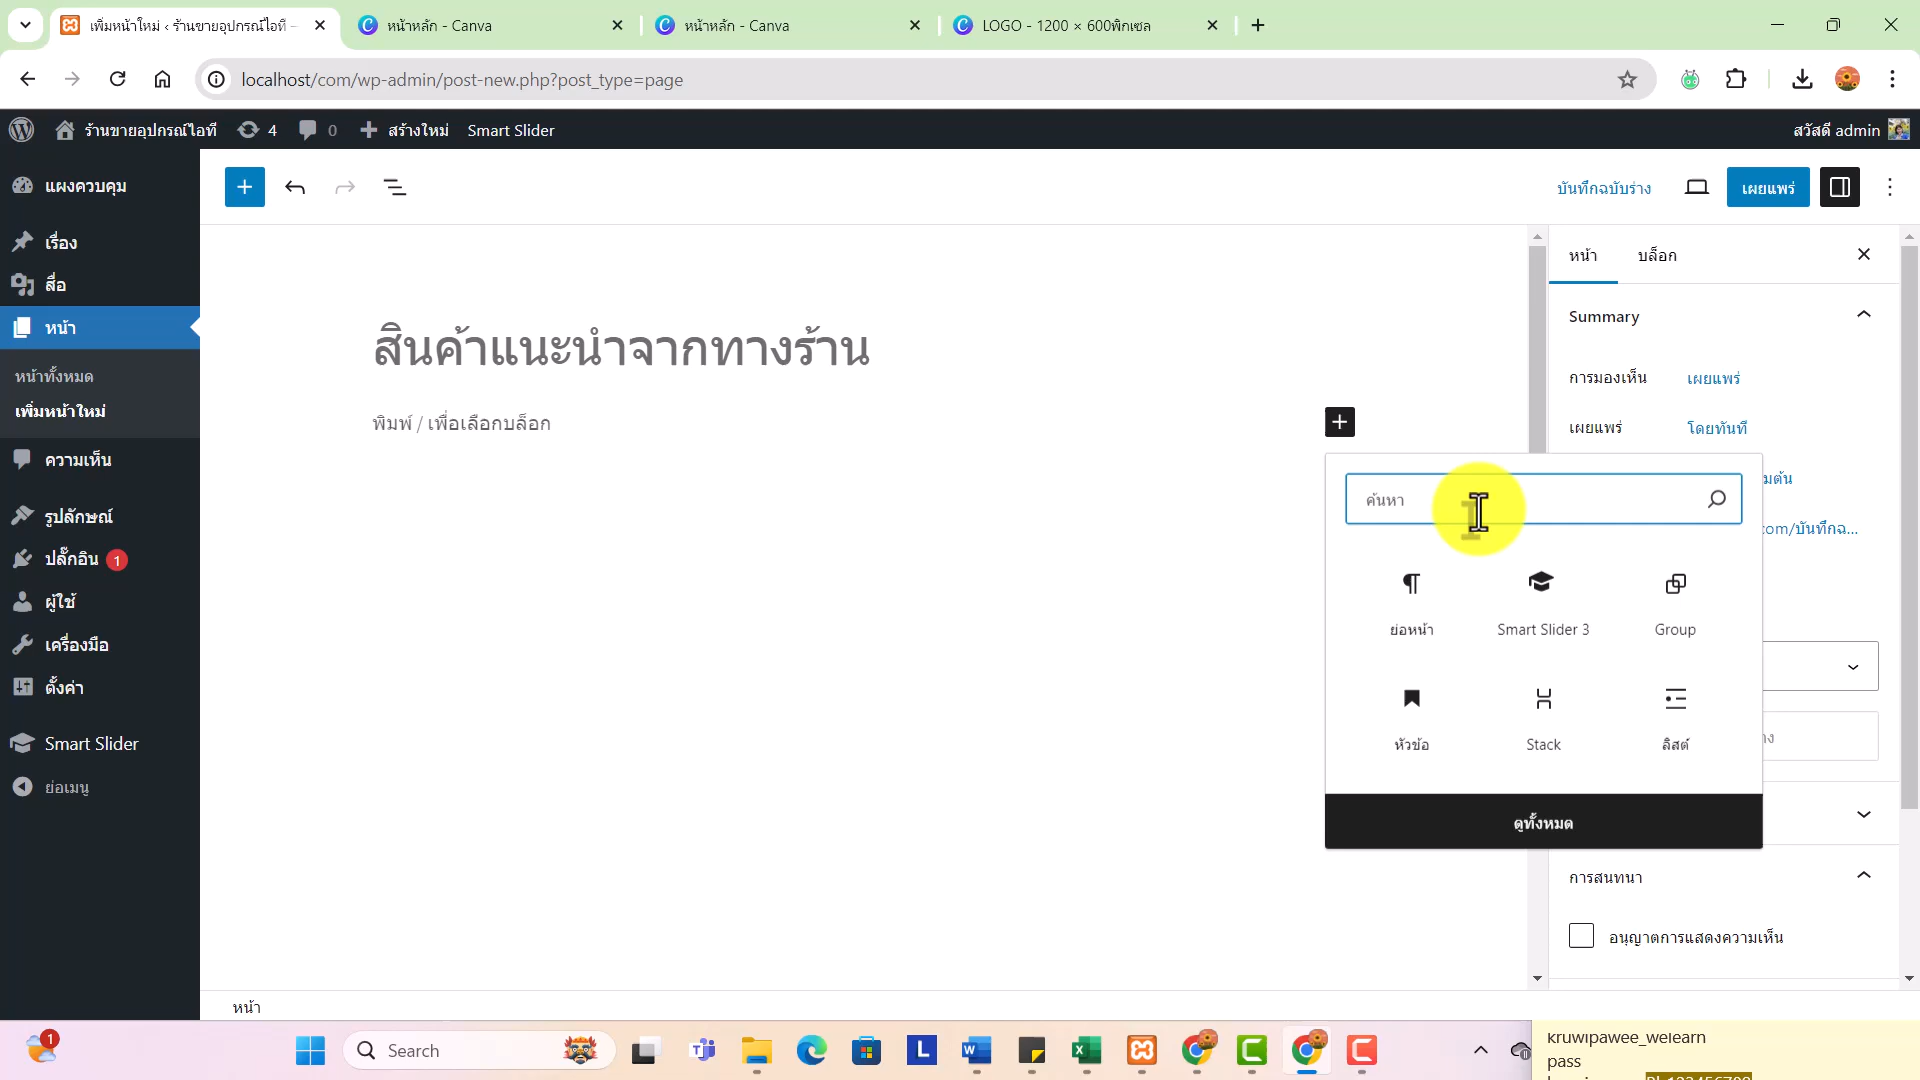 เพิ่มหน้าใหม่ ‹ ร้านขายอุปกรณ์ไอที –
หน้าหลัก - Canva
หน้าหลัก - Canva
LOGO - 1200 × 600พิกเซล
localhost/com/wp-admin/post-new.php?post_type=page
ร้านขายอุปกรณ์ไอที
4
0
สร้างใหม่
Smart Slider
สวัสดี admin
แผงควบคุม
เรื่อง
สื่อ
หน้า
หน้าทั้งหมด
เพิ่มหน้าใหม่
ความเห็น
รูปลักษณ์
ปลั๊กอิน 1
ผู้ใช้
เครื่องมือ
ตั้งค่า
Smart Slider
ย่อเมนู
บันทึกฉบับร่าง
เผยแพร่
สินค้าแนะนำจากทางร้าน
พิมพ์ / เพื่อเลือกบล็อก
หน้า
บล็อก
Summary
การมองเห็น
เผยแพร่
เผยแพร่
โดยทันที
com/บันทึกฉ...
ค้นหา
ย่อหน้า
Smart Slider 3
Group
หัวข้อ
Stack
ลิสต์
ดูทั้งหมด
การสนทนา
อนุญาตการแสดงความเห็น
หน้า
1
Search
kruwipawee_welearn
pass